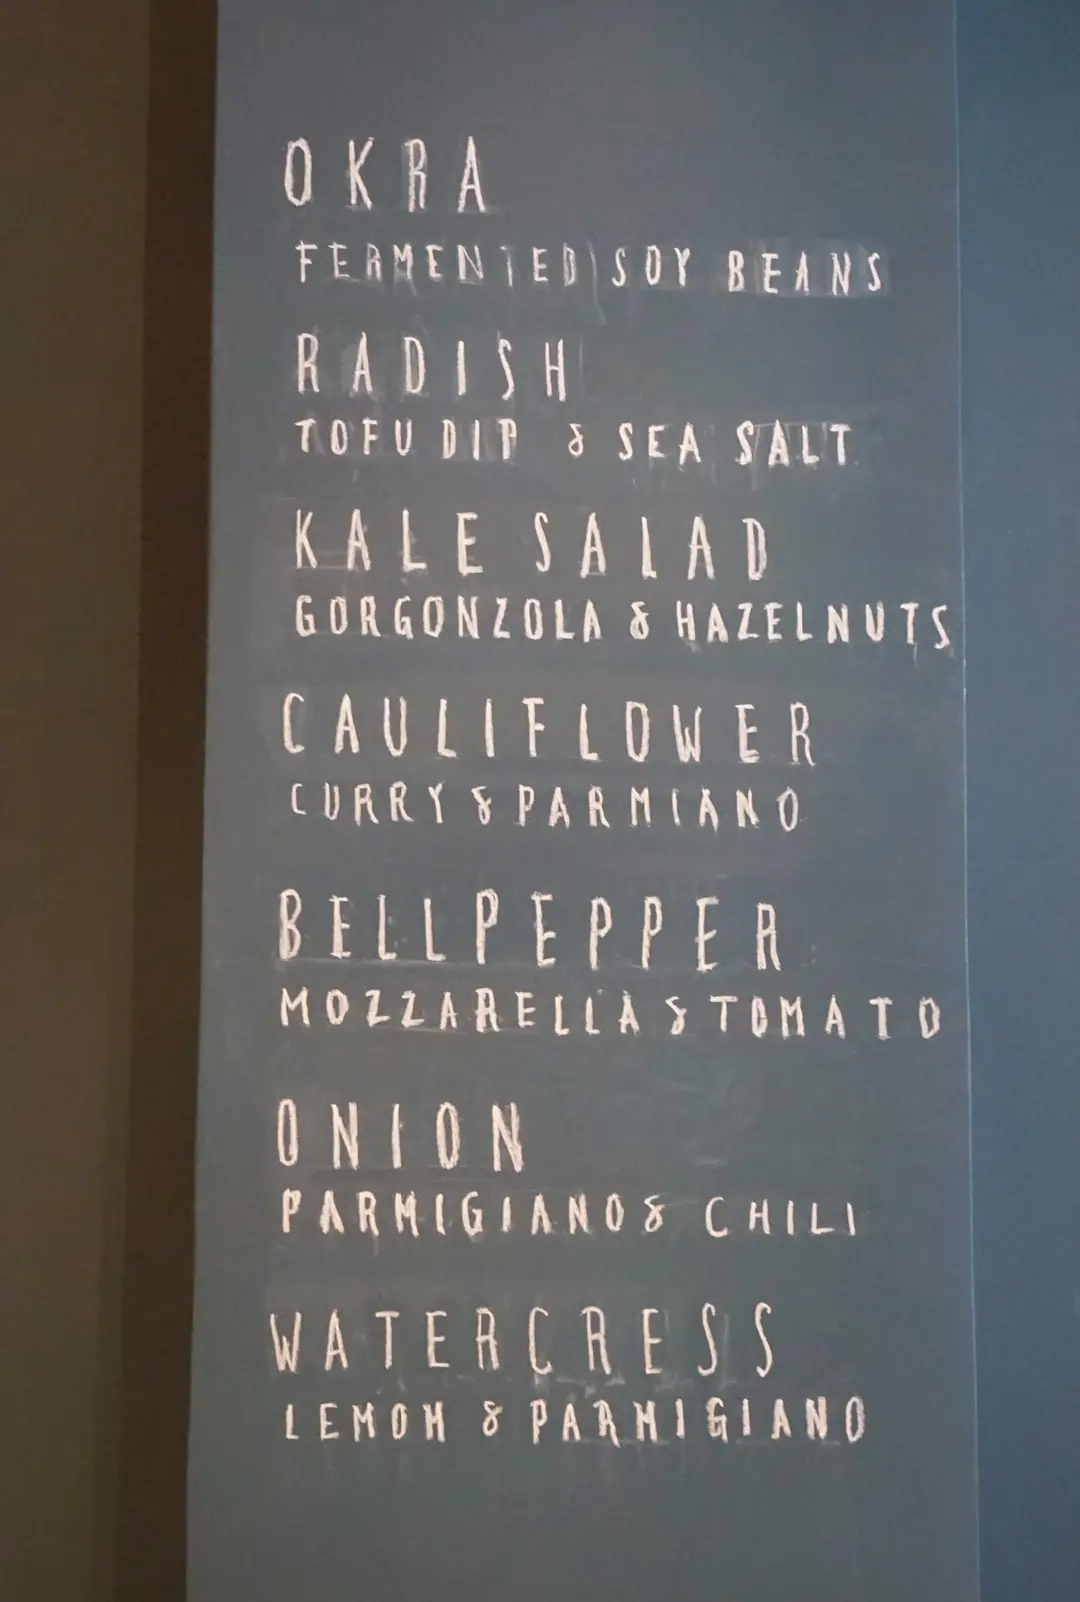 OKRA
FERMENTED SOY BEANS
RADISH
TOFU DIP & SEA SALT
KALE SALAD
GORGONZOLA & HAZELNUTS
CAULIFLOWER
CURRY & PARMIANO
BELLPEPPER
MOZZARELLA & TOMATO
ONION
PARMIGIANO & CHILI
WATERCRESS
LEMON & PARMIGIANO